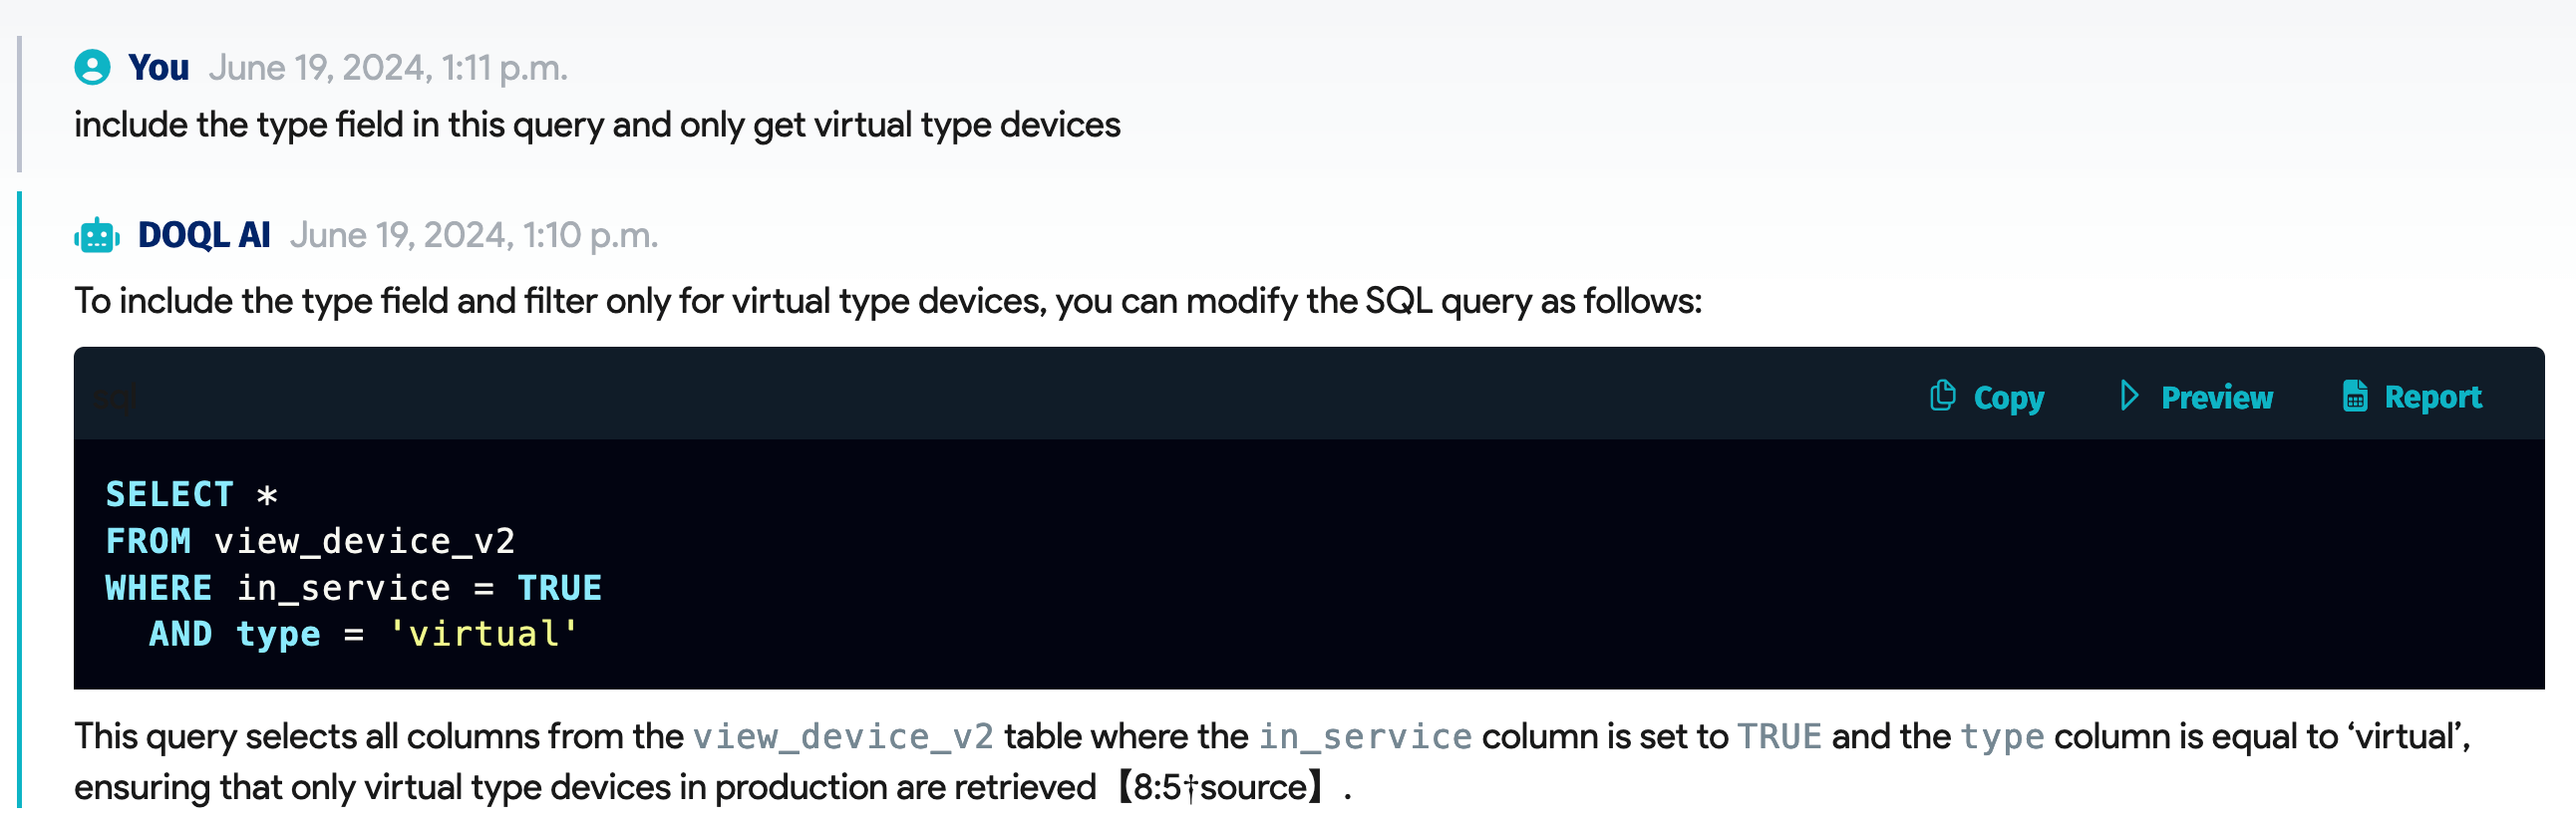 You June 19, 2024, 1:11 p.m.
include the type field in this query and only get virtual type devices
DOQL AI June 19, 2024, 1:10 p.m.
To include the type field and filter only for virtual type devices, you can modify the SQL query as follows:
sql Copy Preview Report
SELECT *
FROM view_device_v2
WHERE in_service = TRUE
  AND type = 'virtual'
This query selects all columns from the view_device_v2 table where the in_service column is set to TRUE and the type column is equal to ‘virtual’,
ensuring that only virtual type devices in production are retrieved【8:5†source】.